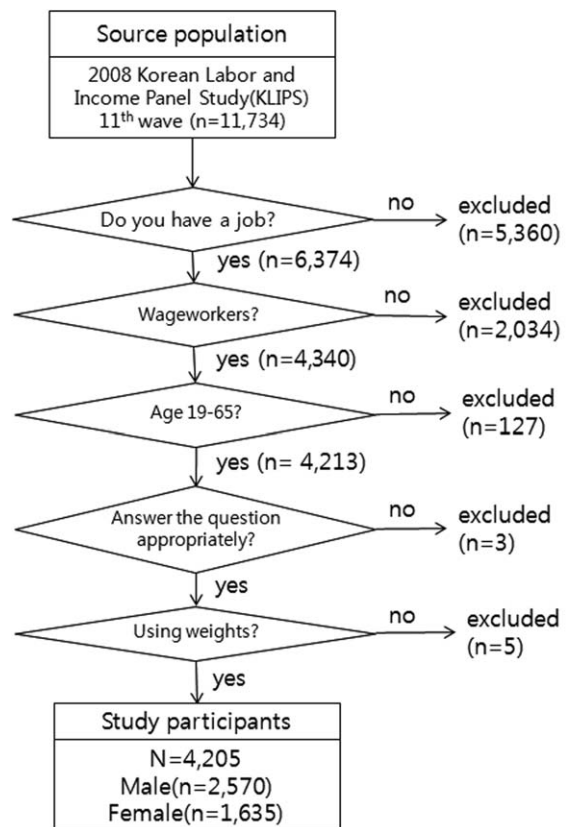 Source population
2008 Korean Labor and
Income Panel Study(KLIPS)
11th wave (n=11,734)
Do you have a job?
no
excluded
(n=5,360)
yes (n=6,374)
Wageworkers?
no
excluded
(n=2,034)
yes (n=4,340)
Age 19-65?
no
excluded
(n=127)
yes (n= 4,213)
Answer the question
appropriately?
no
excluded
(n=3)
yes
Using weights?
no
excluded
(n=5)
yes
Study participants
N=4,205
Male(n=2,570)
Female(n=1,635)